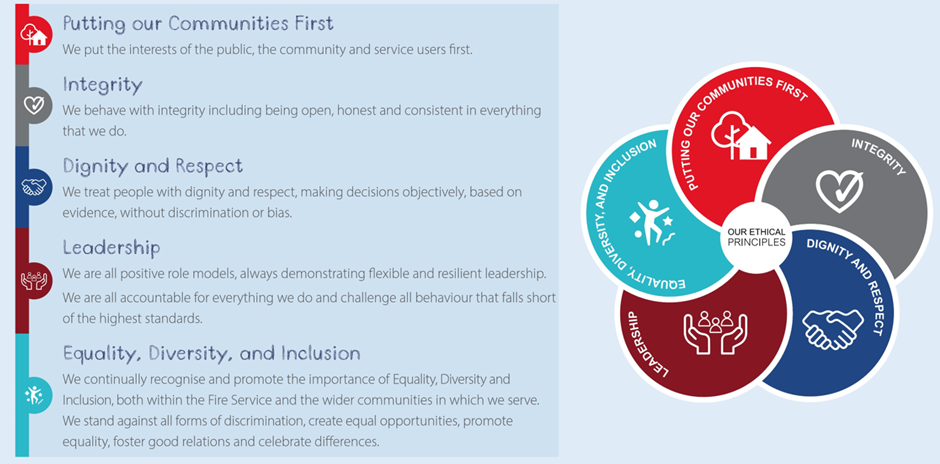 Putting our Communities First
We put the interests of the public, the community and service users first.
Integrity
We behave with integrity including being open, honest and consistent in everything
that we do.
Dignity and Respect
We treat people with dignity and respect, making decisions objectively, based on
evidence, without discrimination or bias.
Leadership
We are all positive role models, always demonstrating flexible and resilient leadership.
We are all accountable for everything we do and challenge all behaviour that falls short
of the highest standards.
Equality, Diversity, and Inclusion
We continually recognise and promote the importance of Equality, Diversity and
Inclusion, both within the Fire Service and the wider communities in which we serve.
We stand against all forms of discrimination, create equal opportunities, promote
equality, foster good relations and celebrate differences.
PUTTING OUR COMMUNITIES FIRST
INTEGRITY
DIGNITY AND RESPECT
LEADERSHIP
EQUALITY, DIVERSITY, AND INCLUSION
OUR ETHICAL
PRINCIPLES